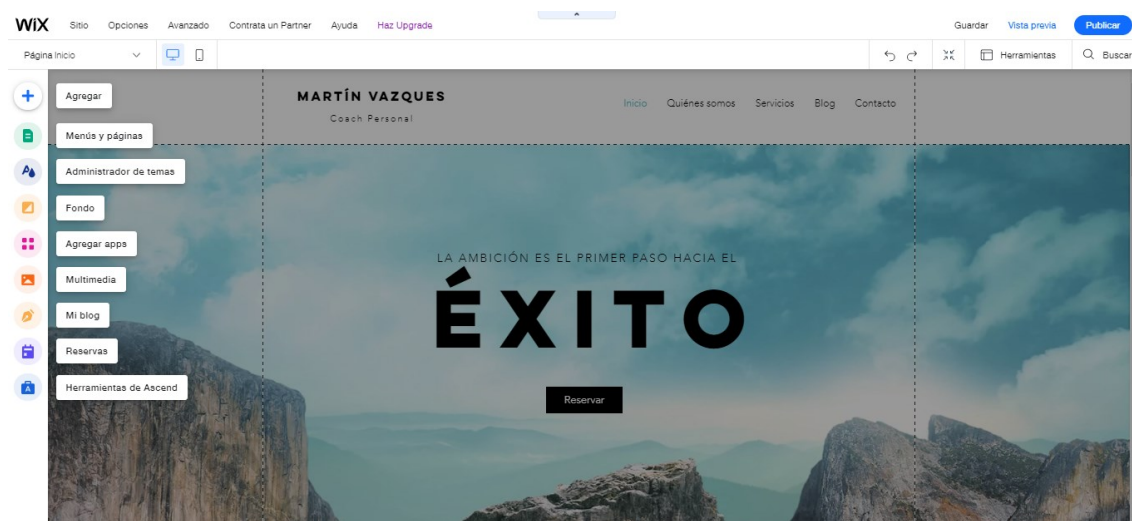 WiX Sitio Opciones Avanzado Contrata un Partner Ayuda Haz Upgrade Guardar Vista previa Publicar
Página Inicio Herramientas Buscar
Agregar
Menús y páginas
Administrador de temas
Fondo
Agregar apps
Multimedia
Mi blog
Reservas
Herramientas de Ascend
MARTÍN VAZQUES
Coach Personal
Inicio Quiénes somos Servicios Blog Contacto
LA AMBICIÓN ES EL PRIMER PASO HACIA EL
ÉXITO
Reservar